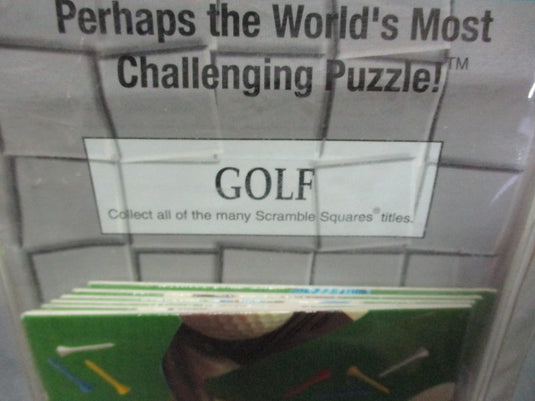 Perhaps the World's Most
Challenging Puzzle!™
GOLF
Collect all of the many Scramble Squares® titles.